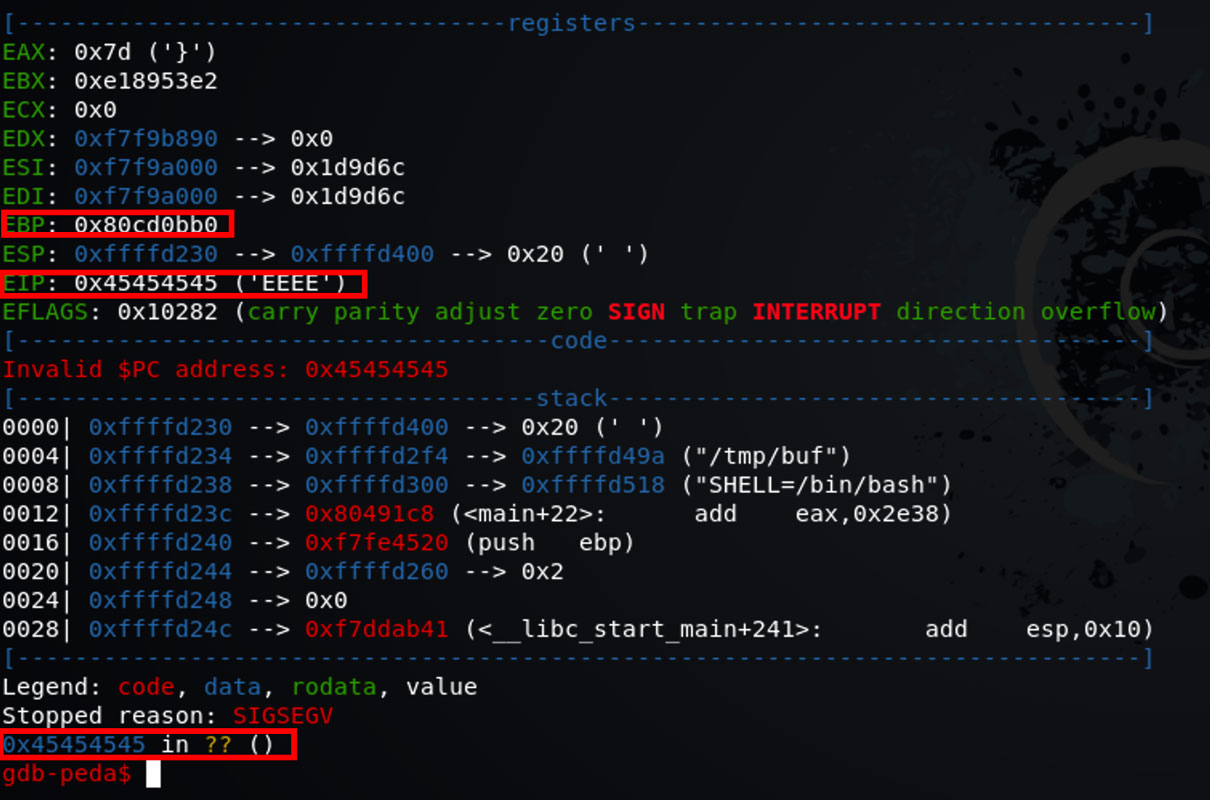 [----------------------------------registers-----------------------------------]
EAX: 0x7d ('}')
EBX: 0xe18953e2
ECX: 0x0
EDX: 0xf7f9b890 --> 0x0
ESI: 0xf7f9a000 --> 0x1d9d6c
EDI: 0xf7f9a000 --> 0x1d9d6c
EBP: 0x80cd0bb0
ESP: 0xffffd230 --> 0xffffd400 --> 0x20 (' ')
EIP: 0x45454545 ('EEEE')
EFLAGS: 0x10282 (carry parity adjust zero SIGN trap INTERRUPT direction overflow)
[-------------------------------------code-------------------------------------]
Invalid $PC address: 0x45454545
[------------------------------------stack-------------------------------------]
0000| 0xffffd230 --> 0xffffd400 --> 0x20 (' ')
0004| 0xffffd234 --> 0xffffd2f4 --> 0xffffd49a ("/tmp/buf")
0008| 0xffffd238 --> 0xffffd300 --> 0xffffd518 ("SHELL=/bin/bash")
0012| 0xffffd23c --> 0x80491c8 (<main+22>:      add    eax,0x2e38)
0016| 0xffffd240 --> 0xf7fe4520 (push   ebp)
0020| 0xffffd244 --> 0xffffd260 --> 0x2
0024| 0xffffd248 --> 0x0
0028| 0xffffd24c --> 0xf7ddab41 (<__libc_start_main+241>:       add    esp,0x10)
[------------------------------------------------------------------------------]
Legend: code, data, rodata, value
Stopped reason: SIGSEGV
0x45454545 in ?? ()
gdb-peda$